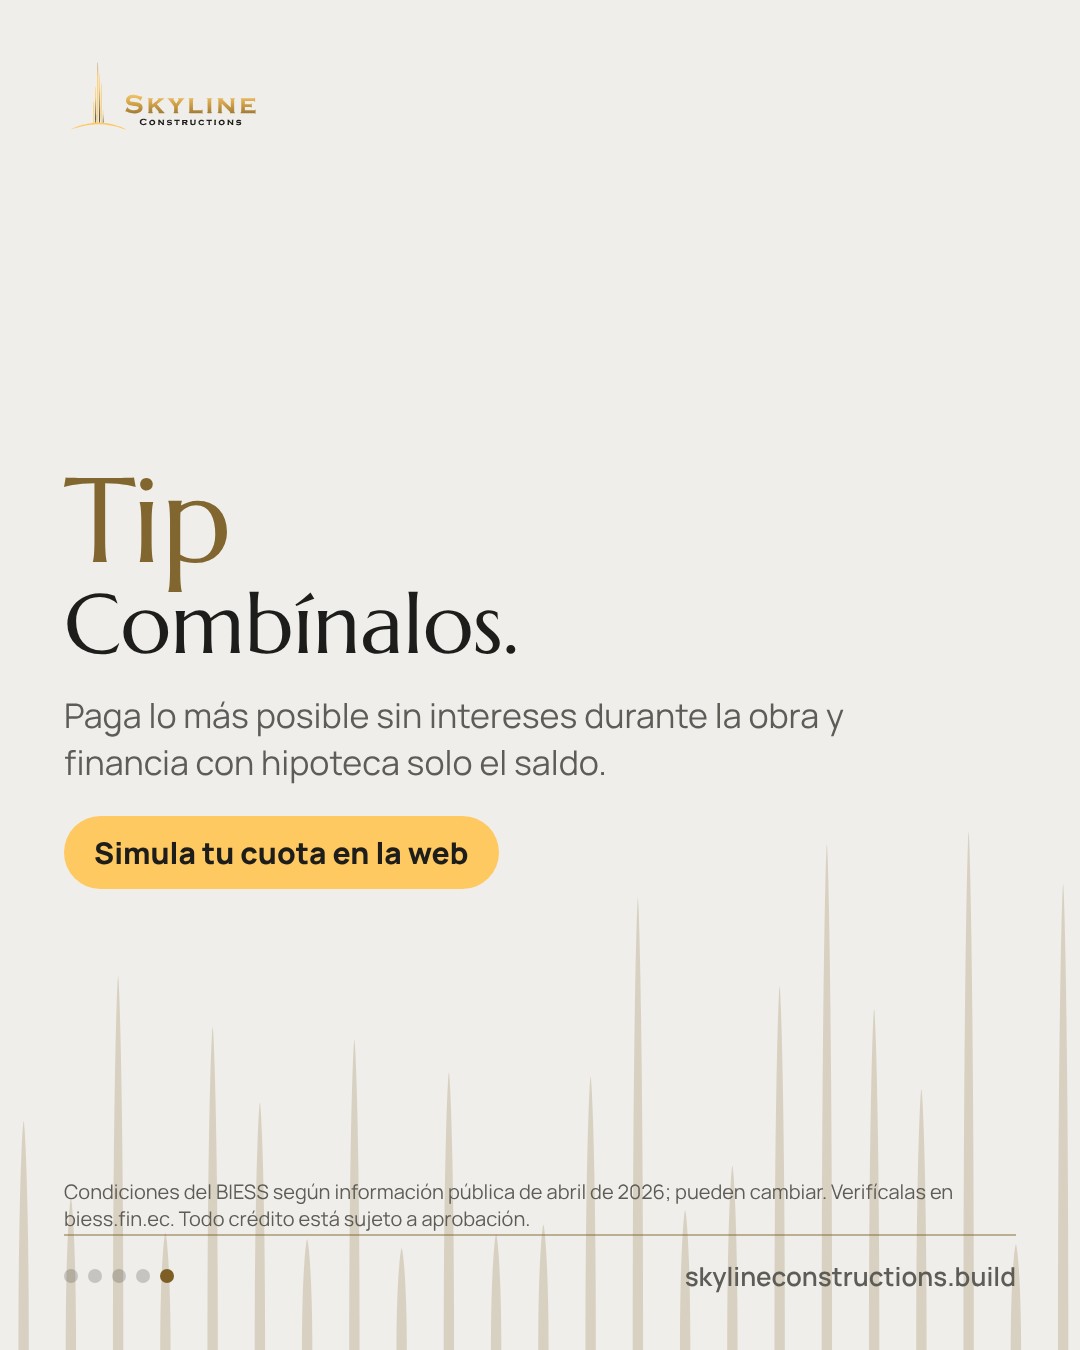 SKYLINE
CONSTRUCTIONS
Tip
Combínalos.
Paga lo más posible sin intereses durante la obra y
financia con hipoteca solo el saldo.
Simula tu cuota en la web
Condiciones del BIESS según información pública de abril de 2026; pueden cambiar. Verifícalas en
biess.fin.ec. Todo crédito está sujeto a aprobación.
skylineconstructions.build